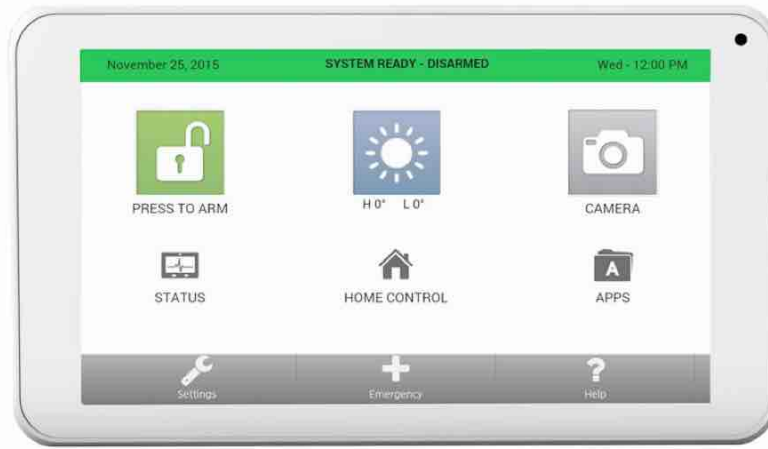 November 25, 2015
SYSTEM READY - DISARMED
Wed - 12:00 PM
PRESS TO ARM
H 0° L 0°
CAMERA
STATUS
HOME CONTROL
A
APPS
Settings
Emergency
?
Help